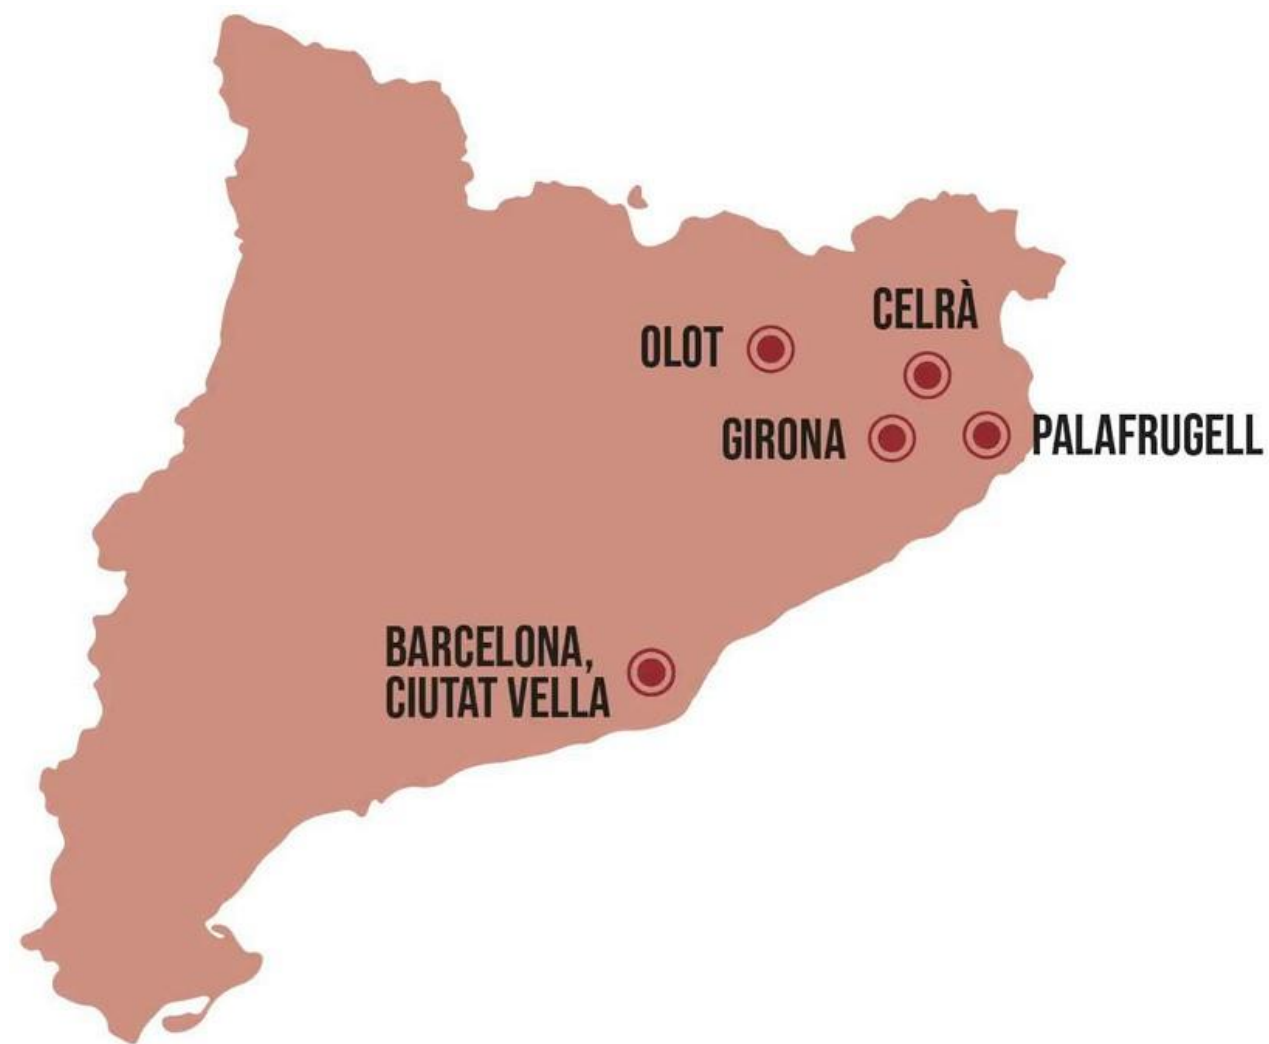 CELRÀ
OLOT
GIRONA
PALAFRUGELL
BARCELONA,
CIUTAT VELLA